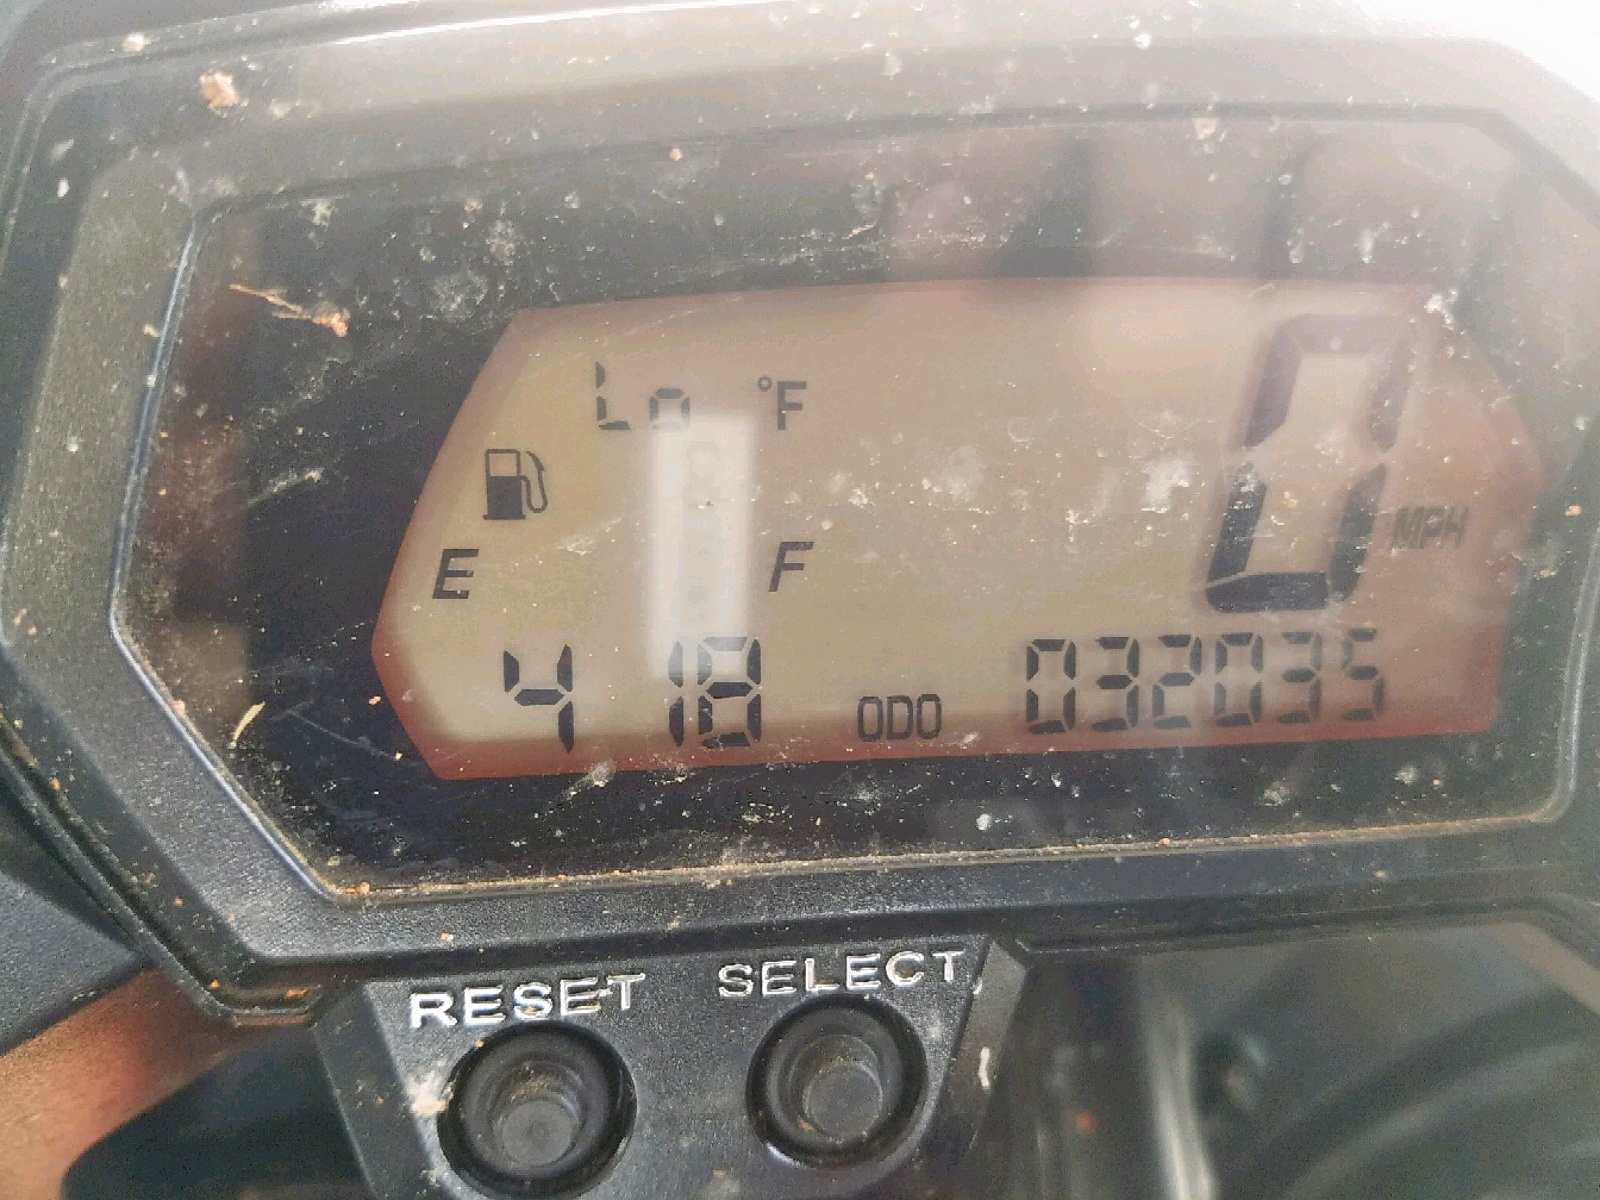 Lo °F
0 MPH
E F
4 18 ODO 032035
RESET SELECT